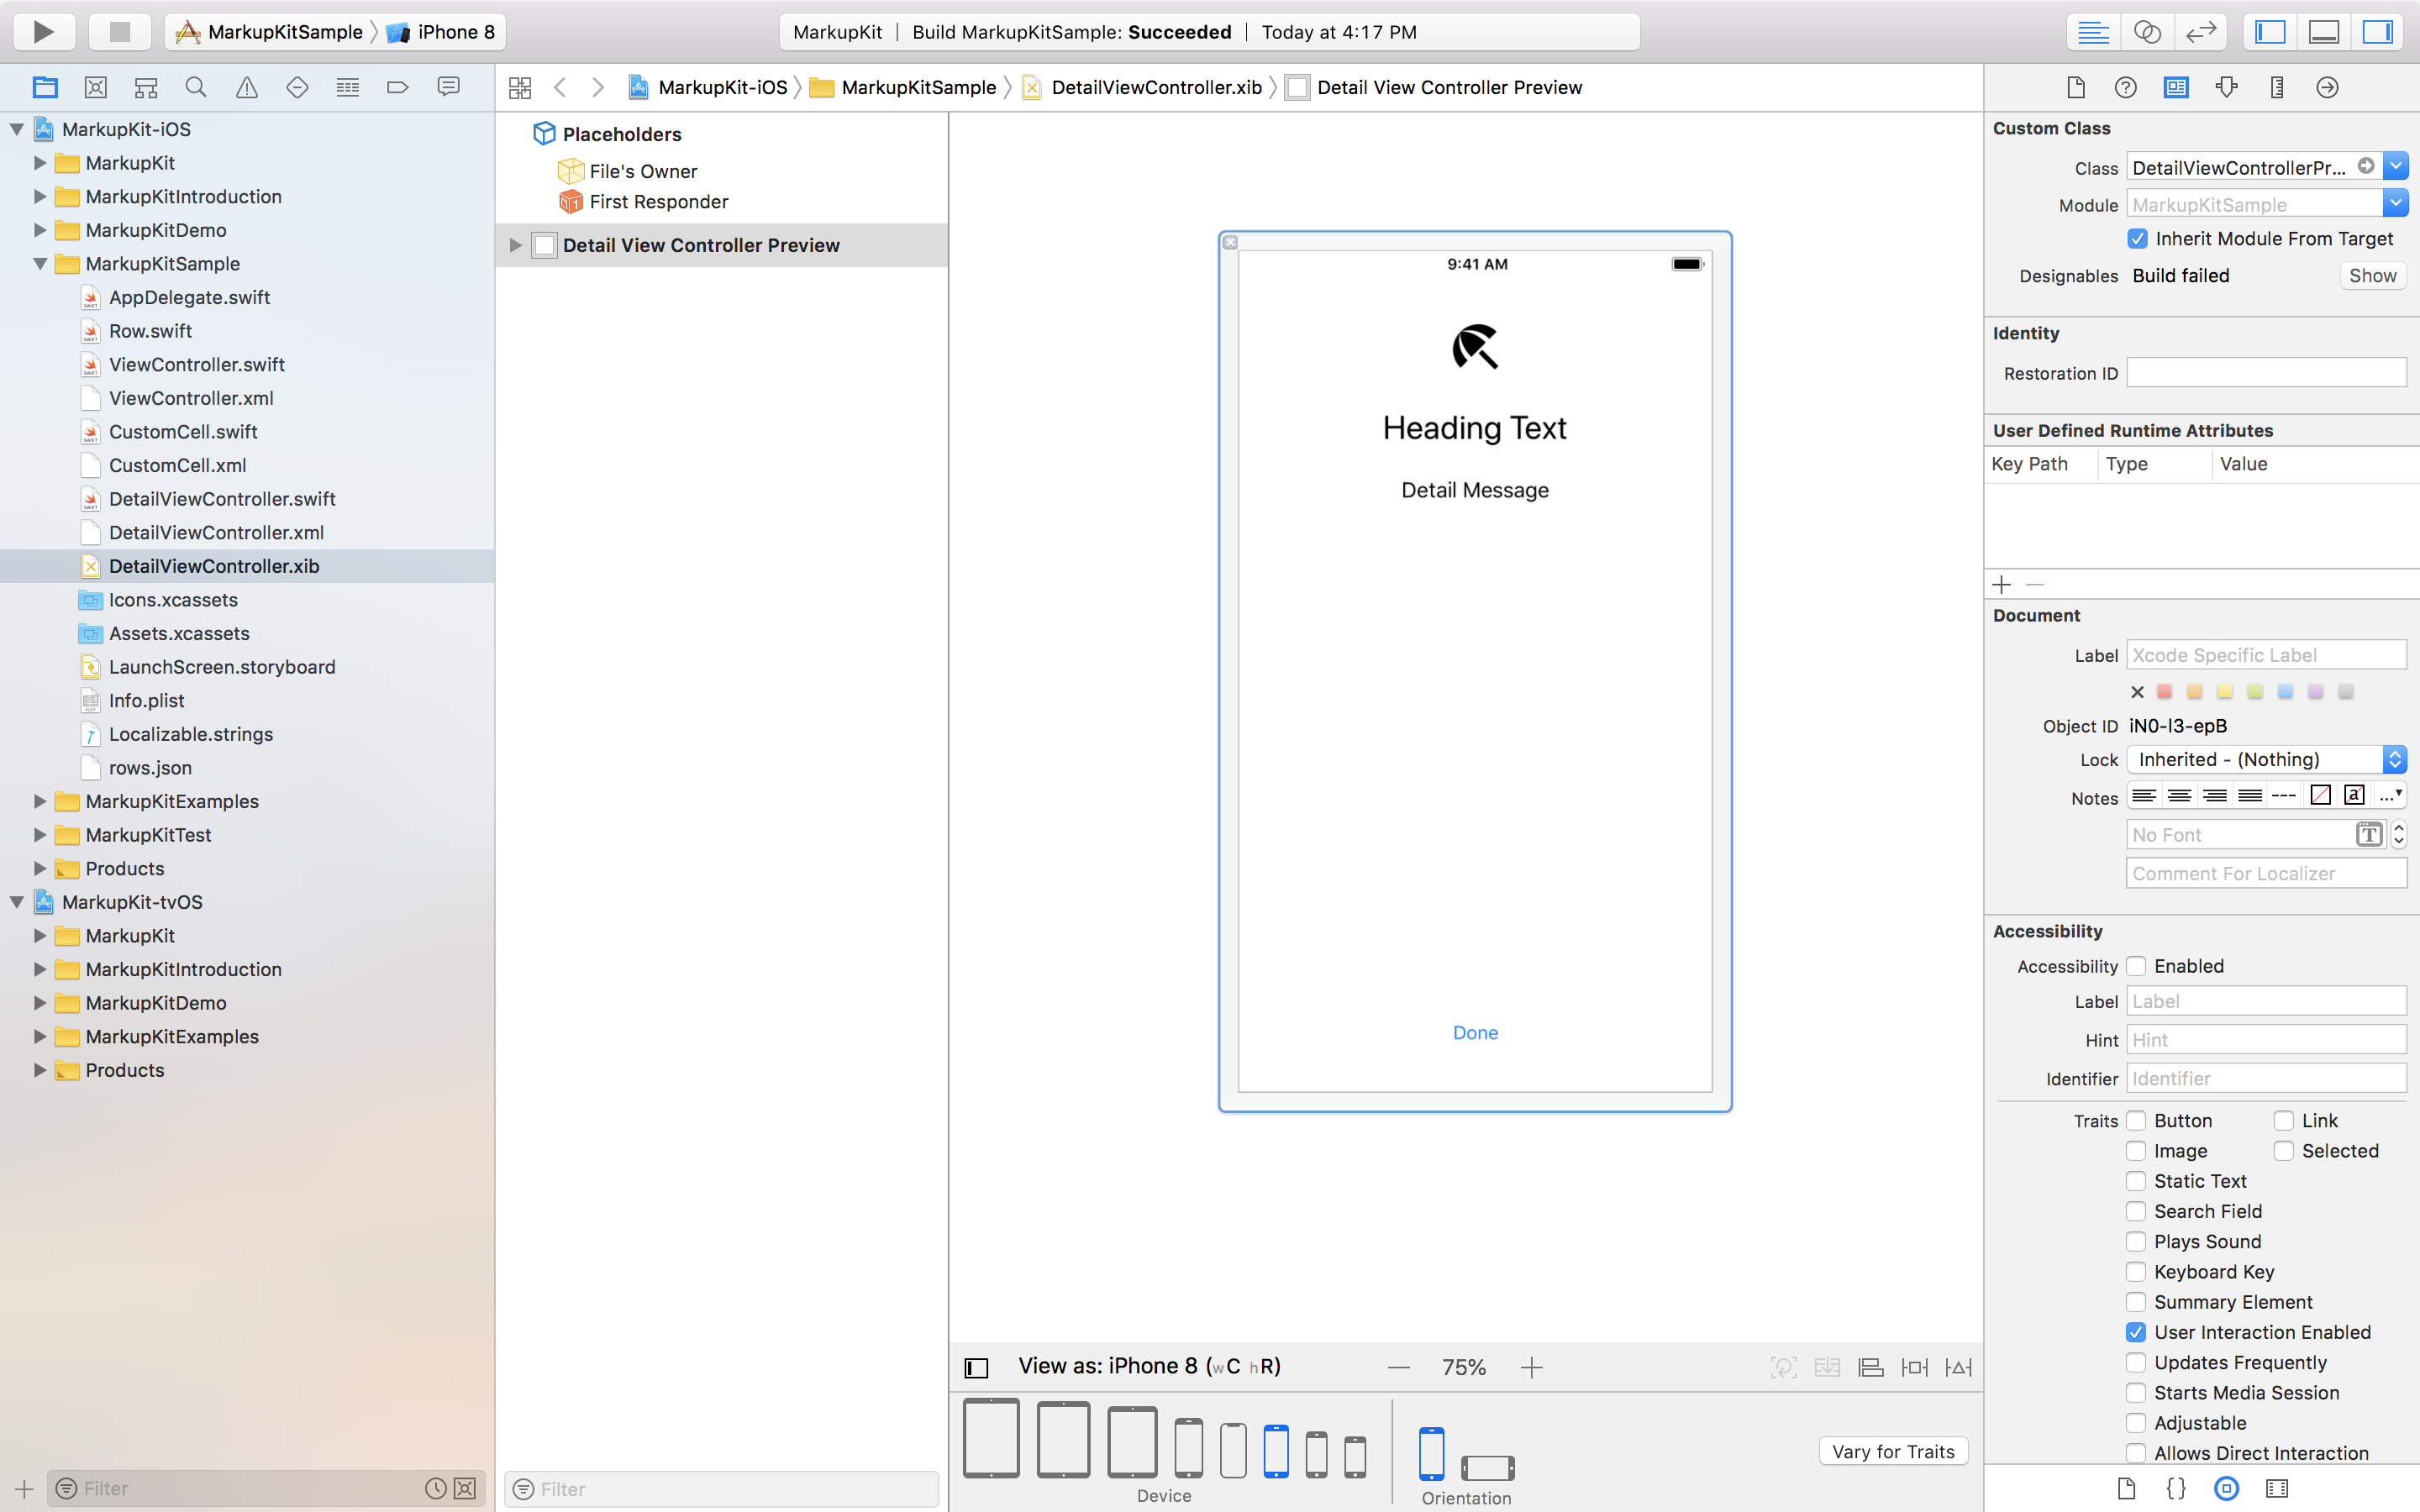 MarkupKitSample
iPhone 8
MarkupKit
Build MarkupKitSample: Succeeded
Today at 4:17 PM
MarkupKit-iOS
MarkupKit
MarkupKitIntroduction
MarkupKitDemo
MarkupKitSample
AppDelegate.swift
Row.swift
ViewController.swift
ViewController.xml
CustomCell.swift
CustomCell.xml
DetailViewController.swift
DetailViewController.xml
DetailViewController.xib
Icons.xcassets
Assets.xcassets
LaunchScreen.storyboard
Info.plist
Localizable.strings
rows.json
MarkupKitExamples
MarkupKitTest
Products
MarkupKit-tvOS
MarkupKit
MarkupKitIntroduction
MarkupKitDemo
MarkupKitExamples
Products
Filter
MarkupKit-iOS
MarkupKitSample
DetailViewController.xib
Detail View Controller Preview
Placeholders
File's Owner
First Responder
Detail View Controller Preview
Filter
9:41 AM
Heading Text
Detail Message
Done
View as: iPhone 8 (wC hR)
75%
Device
Orientation
Vary for Traits
Custom Class
Class DetailViewControllerPr...
Module MarkupKitSample
Inherit Module From Target
Designables Build failed Show
Identity
Restoration ID
User Defined Runtime Attributes
Key Path Type Value
Document
Label Xcode Specific Label
Object ID iN0-l3-epB
Lock Inherited - (Nothing)
Notes
No Font
Comment For Localizer
Accessibility
Accessibility Enabled
Label Label
Hint Hint
Identifier Identifier
Traits Button Link
Image Selected
Static Text
Search Field
Plays Sound
Keyboard Key
Summary Element
User Interaction Enabled
Updates Frequently
Starts Media Session
Adjustable
Allows Direct Interaction